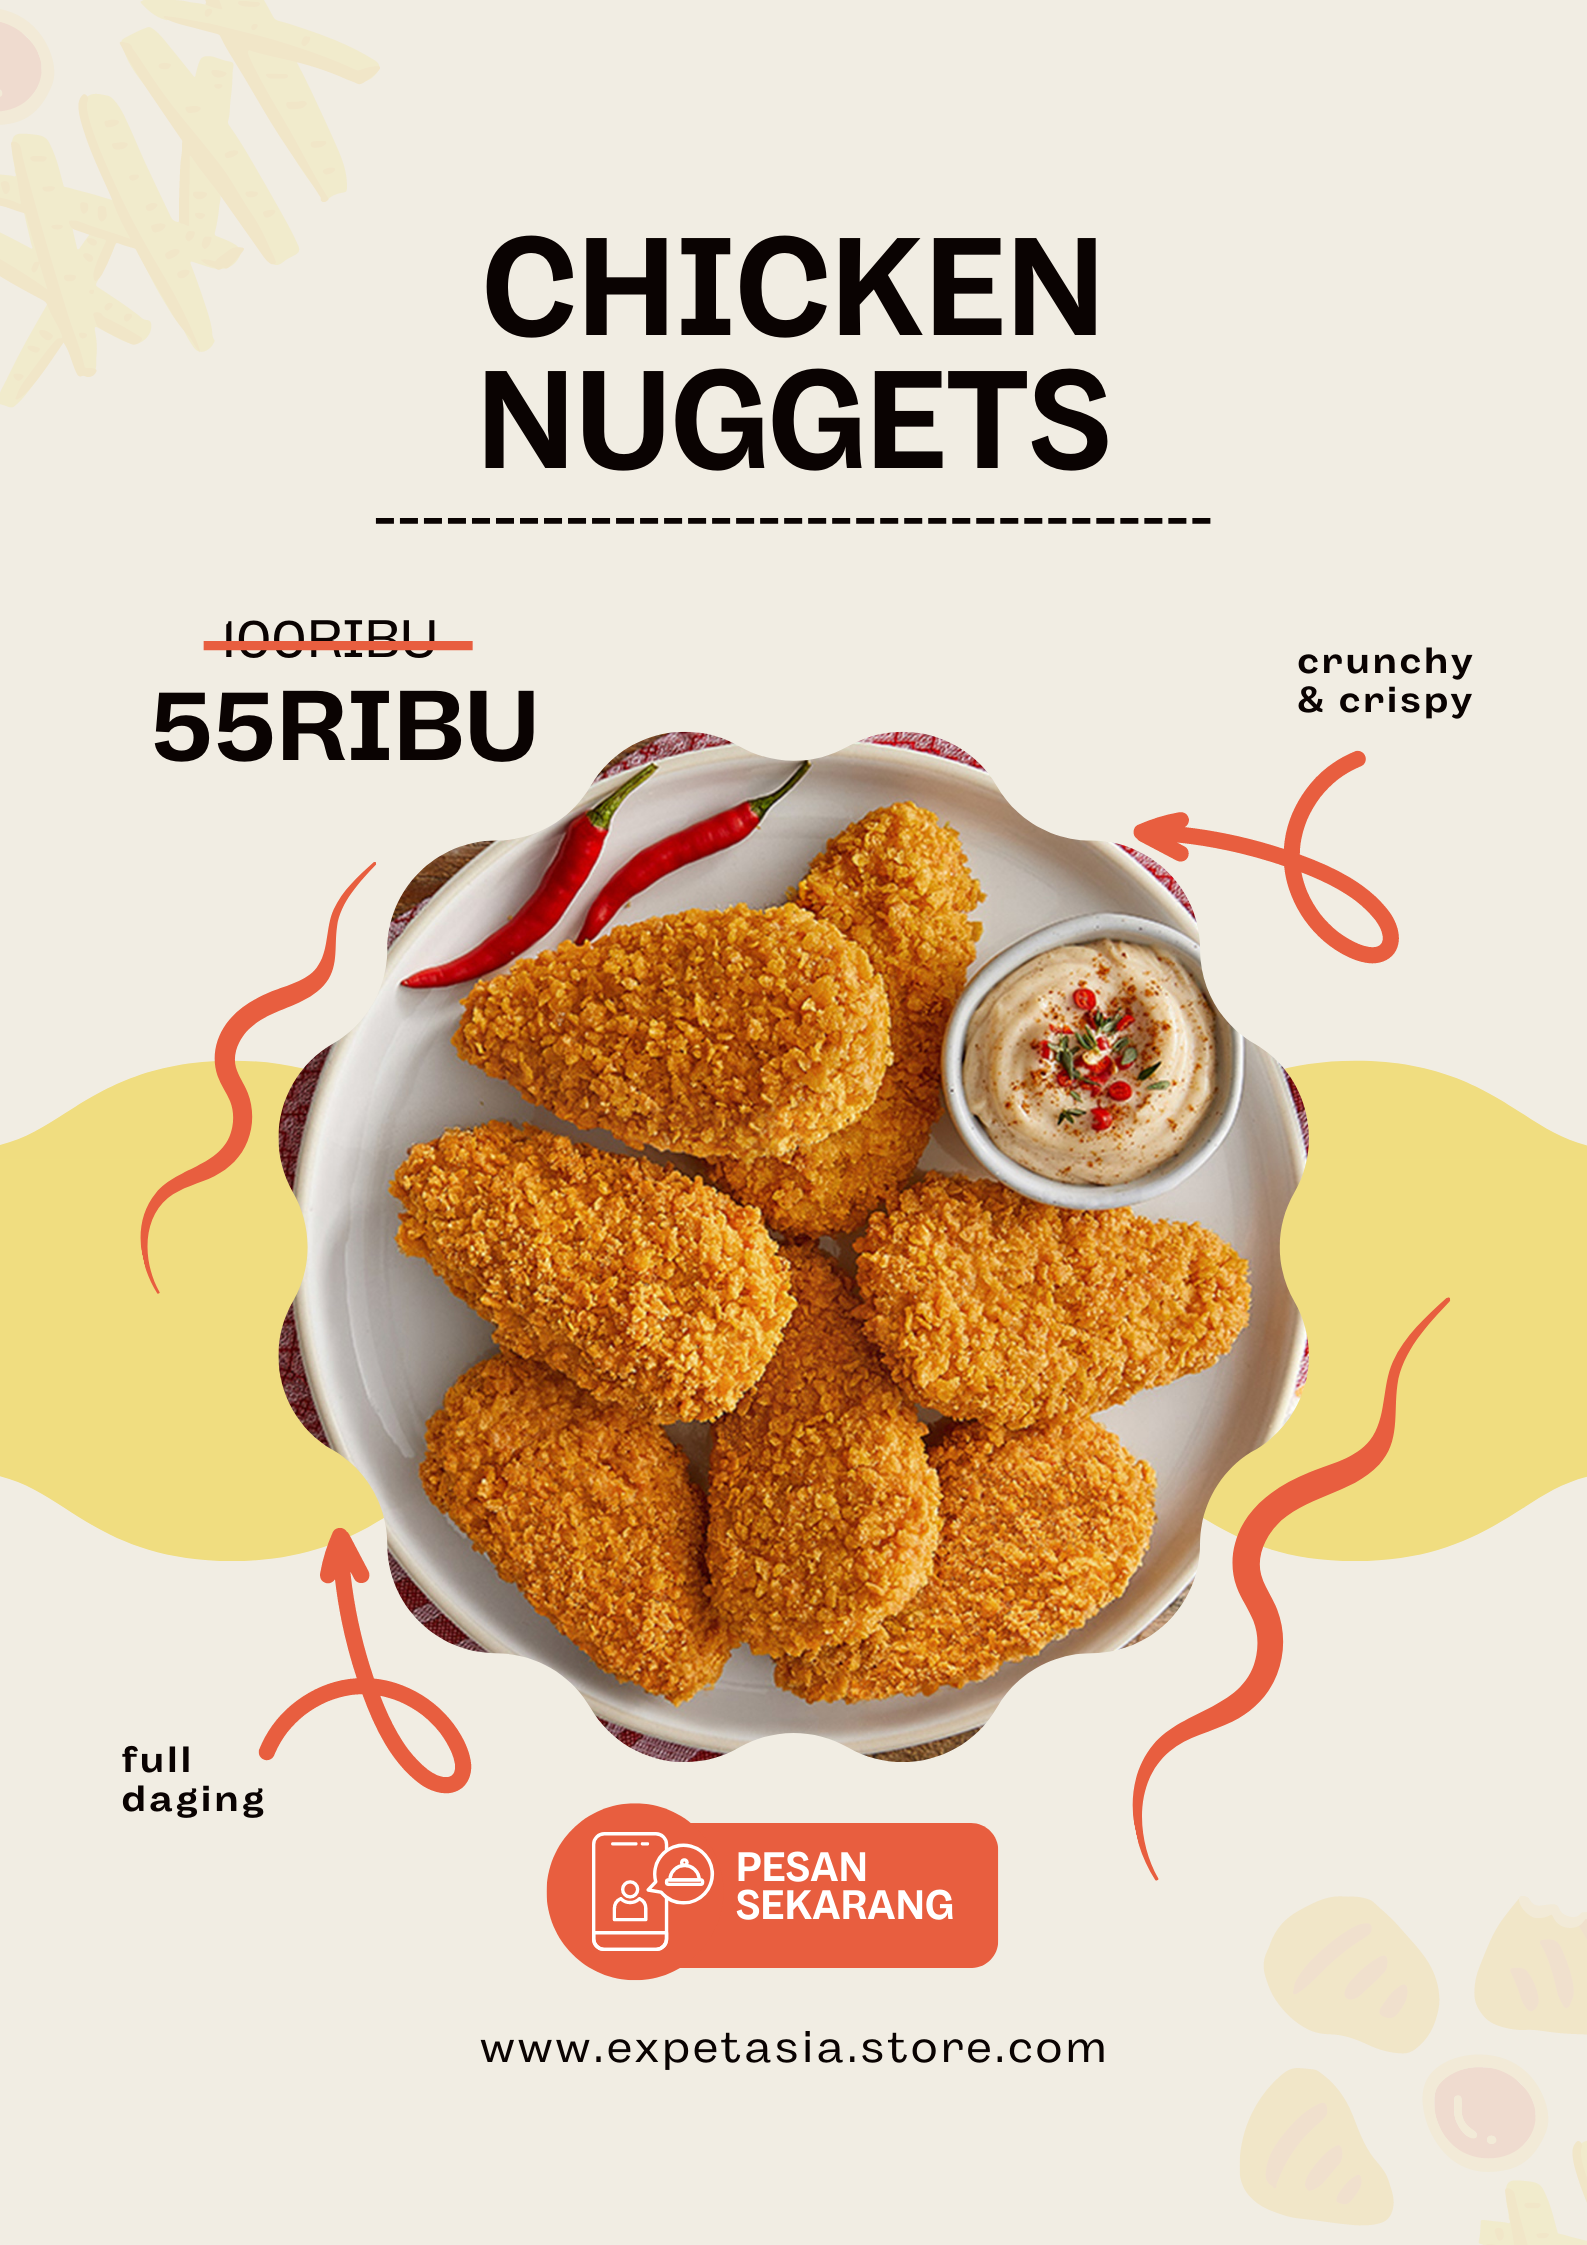 CHICKEN
NUGGETS
100RIBU
55RIBU
crunchy
& crispy
full
daging
PESAN
SEKARANG
www.expetasia.store.com